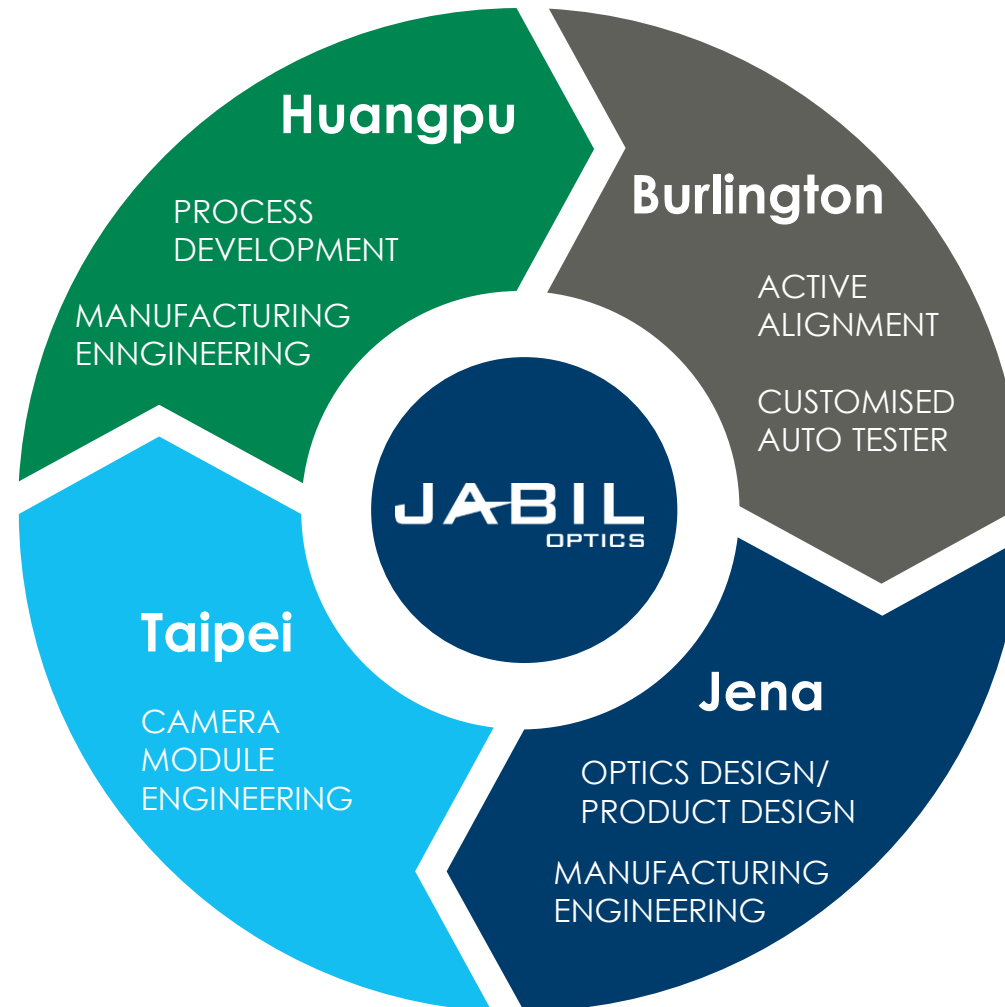 Huangpu
PROCESS
DEVELOPMENT
MANUFACTURING
ENNGINEERING
Burlington
ACTIVE
ALIGNMENT
CUSTOMISED
AUTO TESTER
JABIL
OPTICS
Taipei
CAMERA
MODULE
ENGINEERING
Jena
OPTICS DESIGN/
PRODUCT DESIGN
MANUFACTURING
ENGINEERING